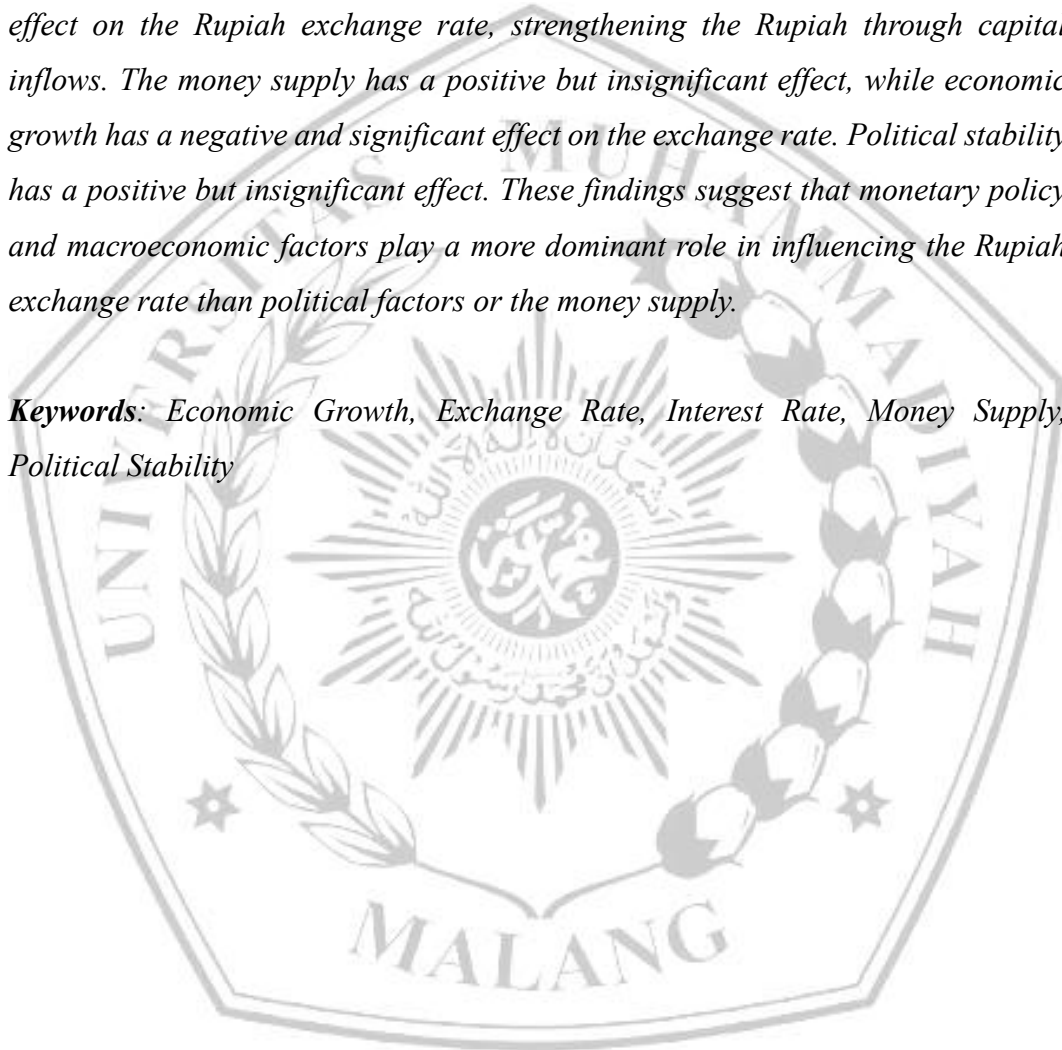 effect on the Rupiah exchange rate, strengthening the Rupiah through capital
inflows. The money supply has a positive but insignificant effect, while economic
growth has a negative and significant effect on the exchange rate. Political stability
has a positive but insignificant effect. These findings suggest that monetary policy
and macroeconomic factors play a more dominant role in influencing the Rupiah
exchange rate than political factors or the money supply.
Keywords: Economic Growth, Exchange Rate, Interest Rate, Money Supply,
Political Stability
UNIVERSITAS MUHAMMADIYAH
MALANG